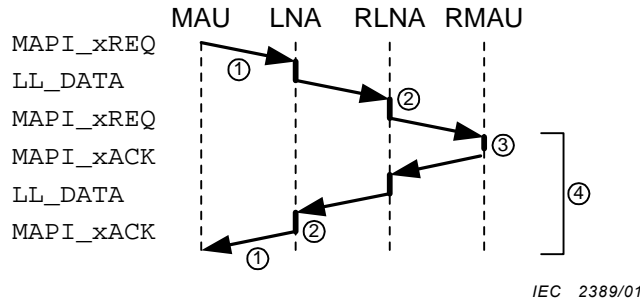 MAU LNA RLNA RMAU
MAPI_xREQ
①
LL_DATA
②
MAPI_xREQ
③
MAPI_xACK
④
LL_DATA
MAPI_xACK
②
①
IEC 2389/01